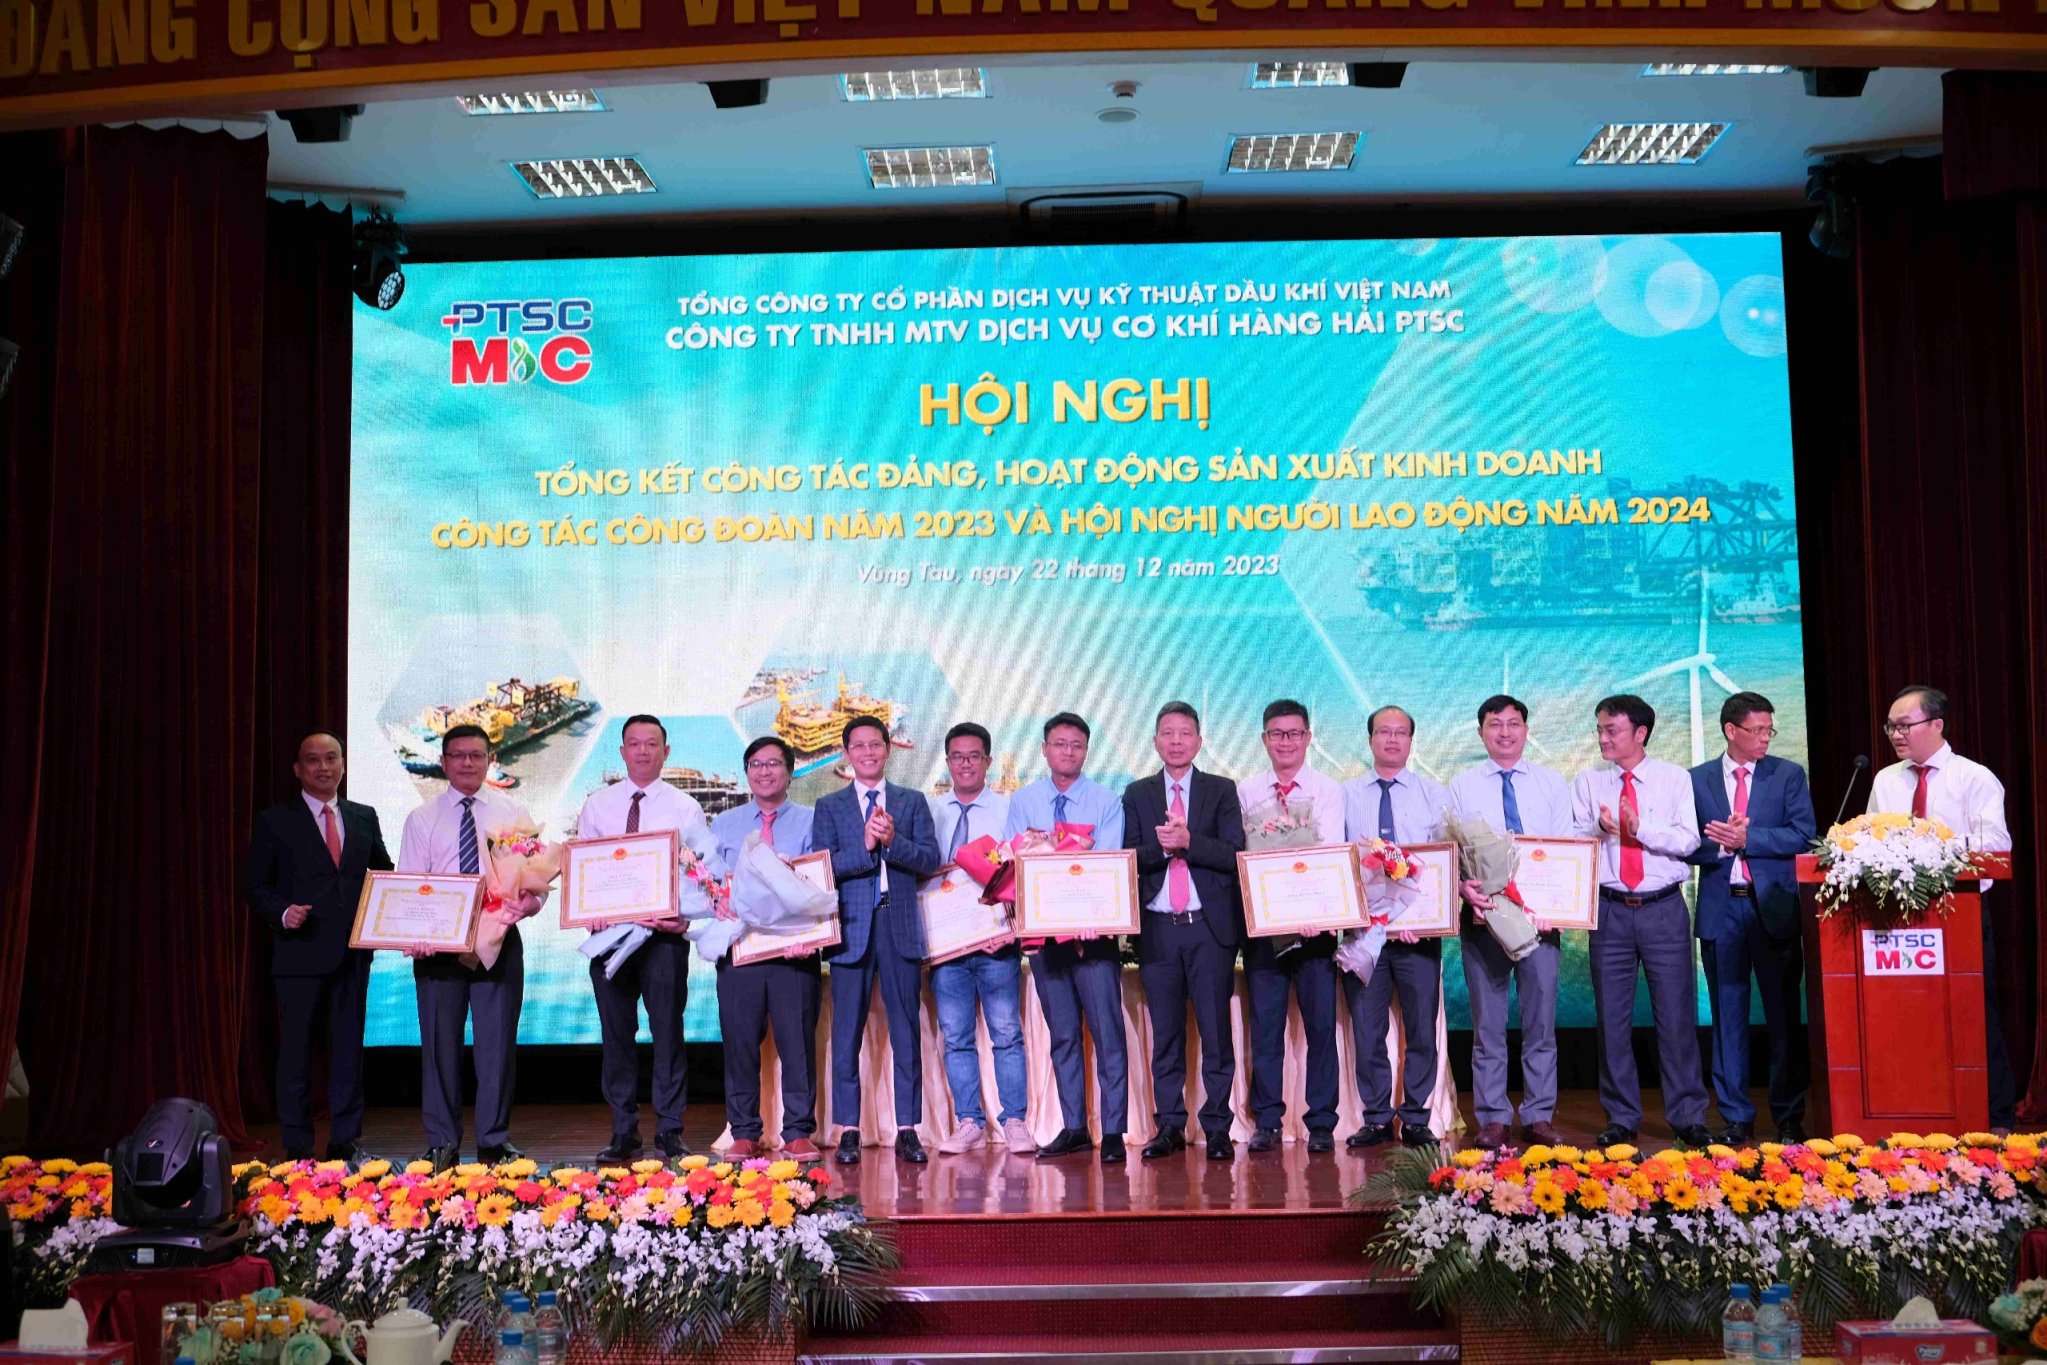 ĐẢNG CỘNG SẢN VIỆT NAM QUANG VINH MUÔN
PTSC
M&C
TỔNG CÔNG TY CỔ PHẦN DỊCH VỤ KỸ THUẬT DẦU KHÍ VIỆT NAM
CÔNG TY TNHH MTV DỊCH VỤ CƠ KHÍ HÀNG HẢI PTSC
HỘI NGHỊ
TỔNG KẾT CÔNG TÁC ĐẢNG, HOẠT ĐỘNG SẢN XUẤT KINH DOANH
CÔNG TÁC CÔNG ĐOÀN NĂM 2023 VÀ HỘI NGHỊ NGƯỜI LAO ĐỘNG NĂM 2024
Vũng Tàu, ngày 22 tháng 12 năm 2023
PTSC
M&C